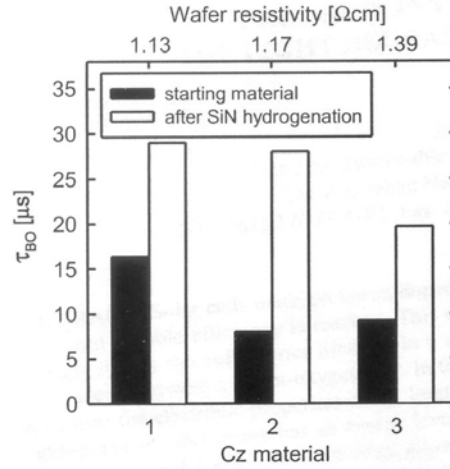 Wafer resistivity [Ωcm]
1.13 1.17 1.39
starting material
after SiN hydrogenation
τBO [µs]
35
30
25
20
15
10
5
0
1 2 3
Cz material